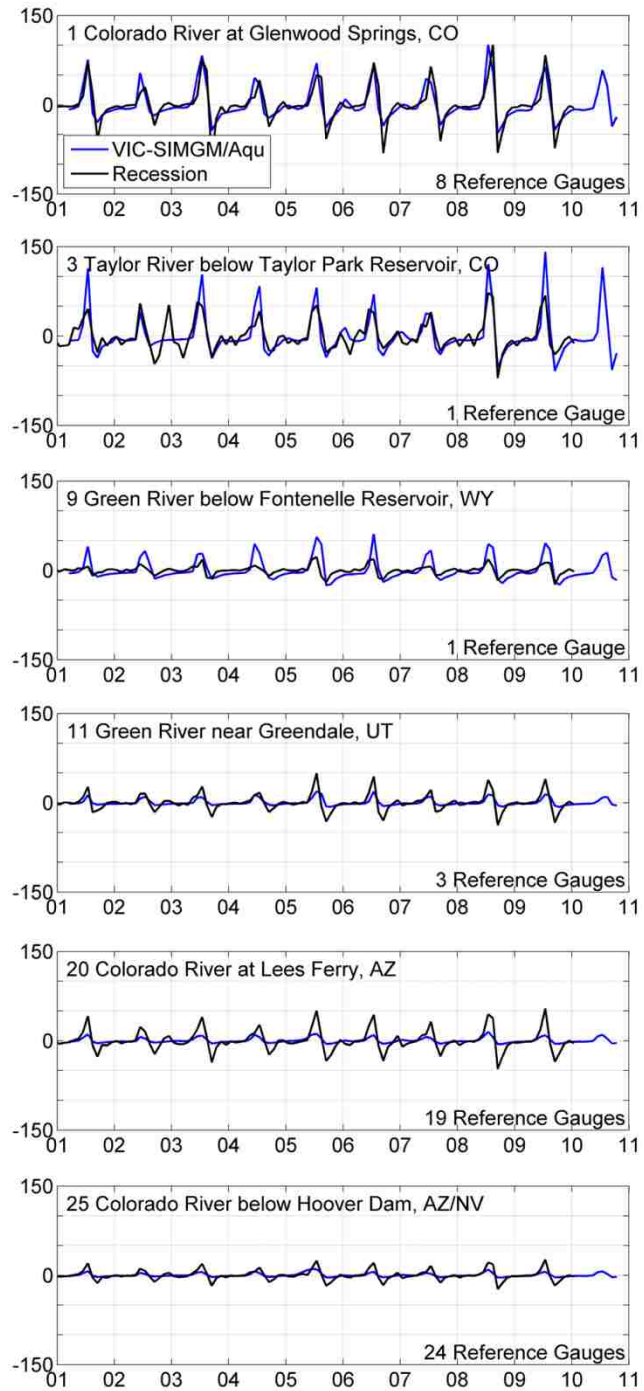 150
1 Colorado River at Glenwood Springs, CO
0
VIC-SIMGM/Aqu
Recession
8 Reference Gauges
-150
01 02 03 04 05 06 07 08 09 10 11
150
3 Taylor River below Taylor Park Reservoir, CO
0
1 Reference Gauge
-150
01 02 03 04 05 06 07 08 09 10 11
150
9 Green River below Fontenelle Reservoir, WY
0
1 Reference Gauge
-150
01 02 03 04 05 06 07 08 09 10 11
150
11 Green River near Greendale, UT
0
3 Reference Gauges
-150
01 02 03 04 05 06 07 08 09 10 11
150
20 Colorado River at Lees Ferry, AZ
0
19 Reference Gauges
-150
01 02 03 04 05 06 07 08 09 10 11
150
25 Colorado River below Hoover Dam, AZ/NV
0
24 Reference Gauges
-150
01 02 03 04 05 06 07 08 09 10 11